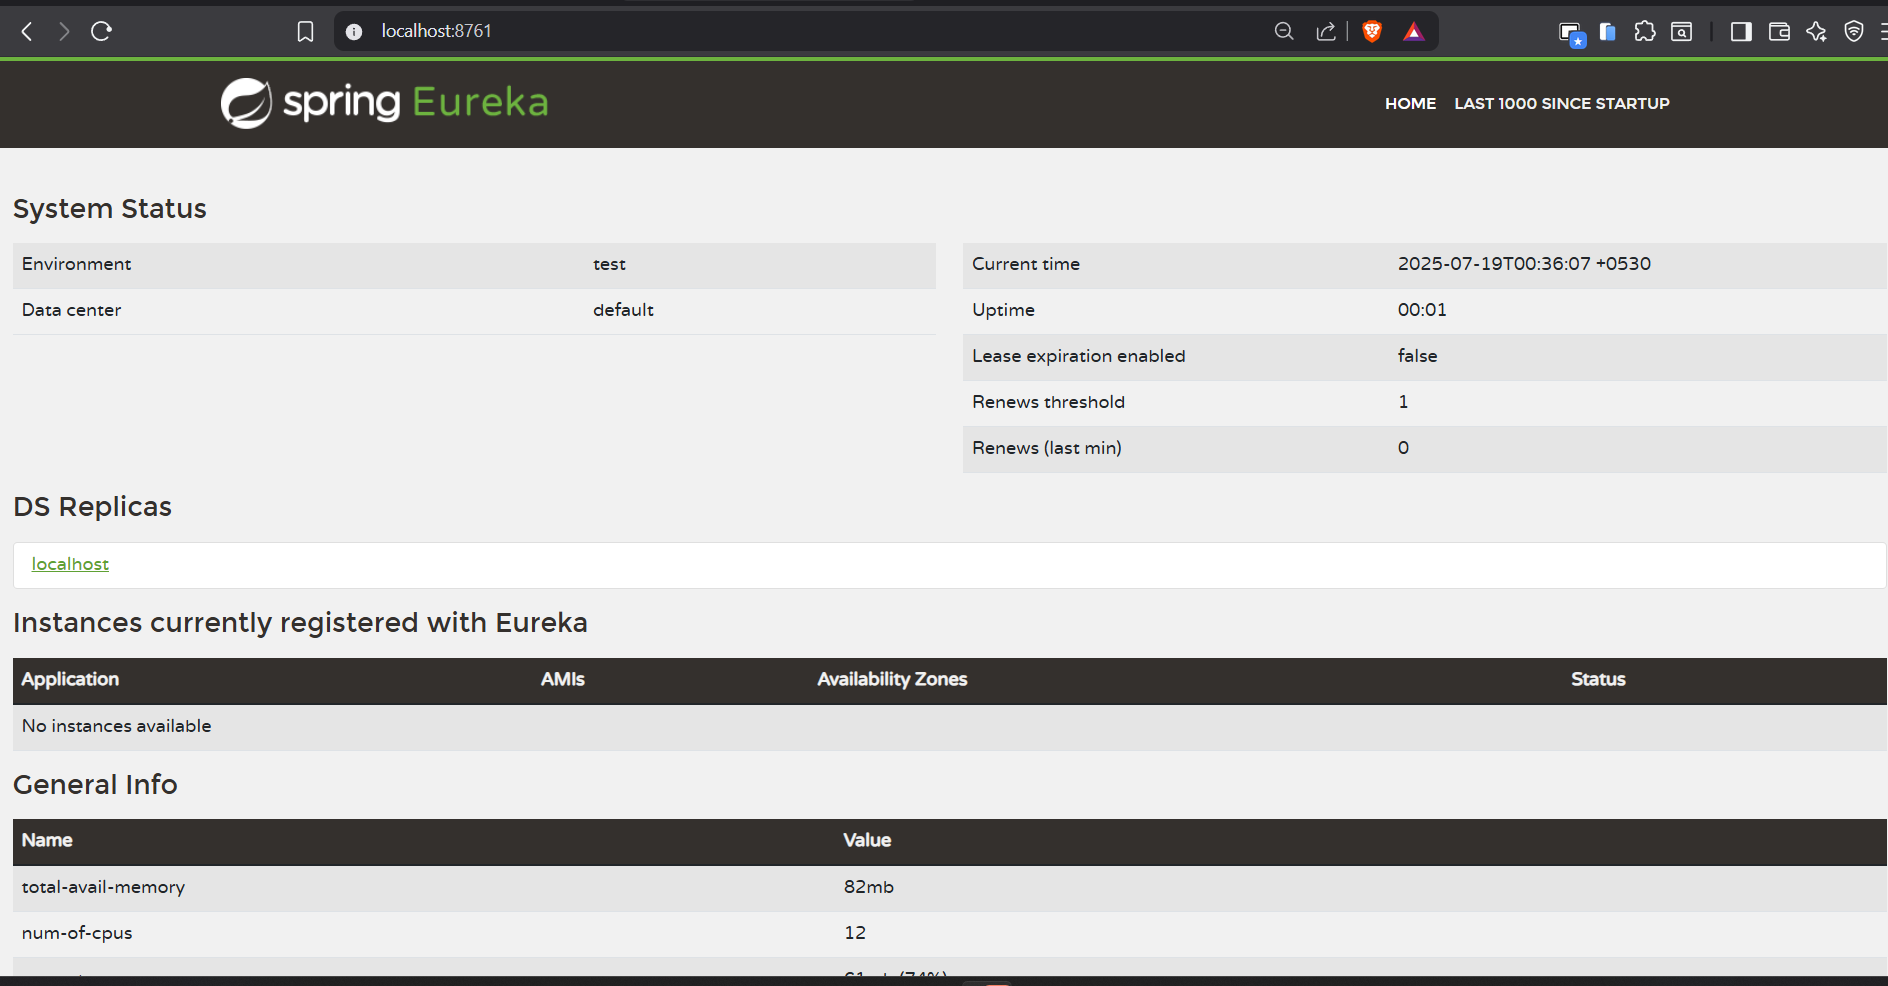 localhost:8761
spring Eureka
HOME LAST 1000 SINCE STARTUP
System Status
Environment test
Data center default
Current time 2025-07-19T00:36:07 +0530
Uptime 00:01
Lease expiration enabled false
Renews threshold 1
Renews (last min) 0
DS Replicas
localhost
Instances currently registered with Eureka
Application AMIs Availability Zones Status
No instances available
General Info
Name Value
total-avail-memory 82mb
num-of-cpus 12